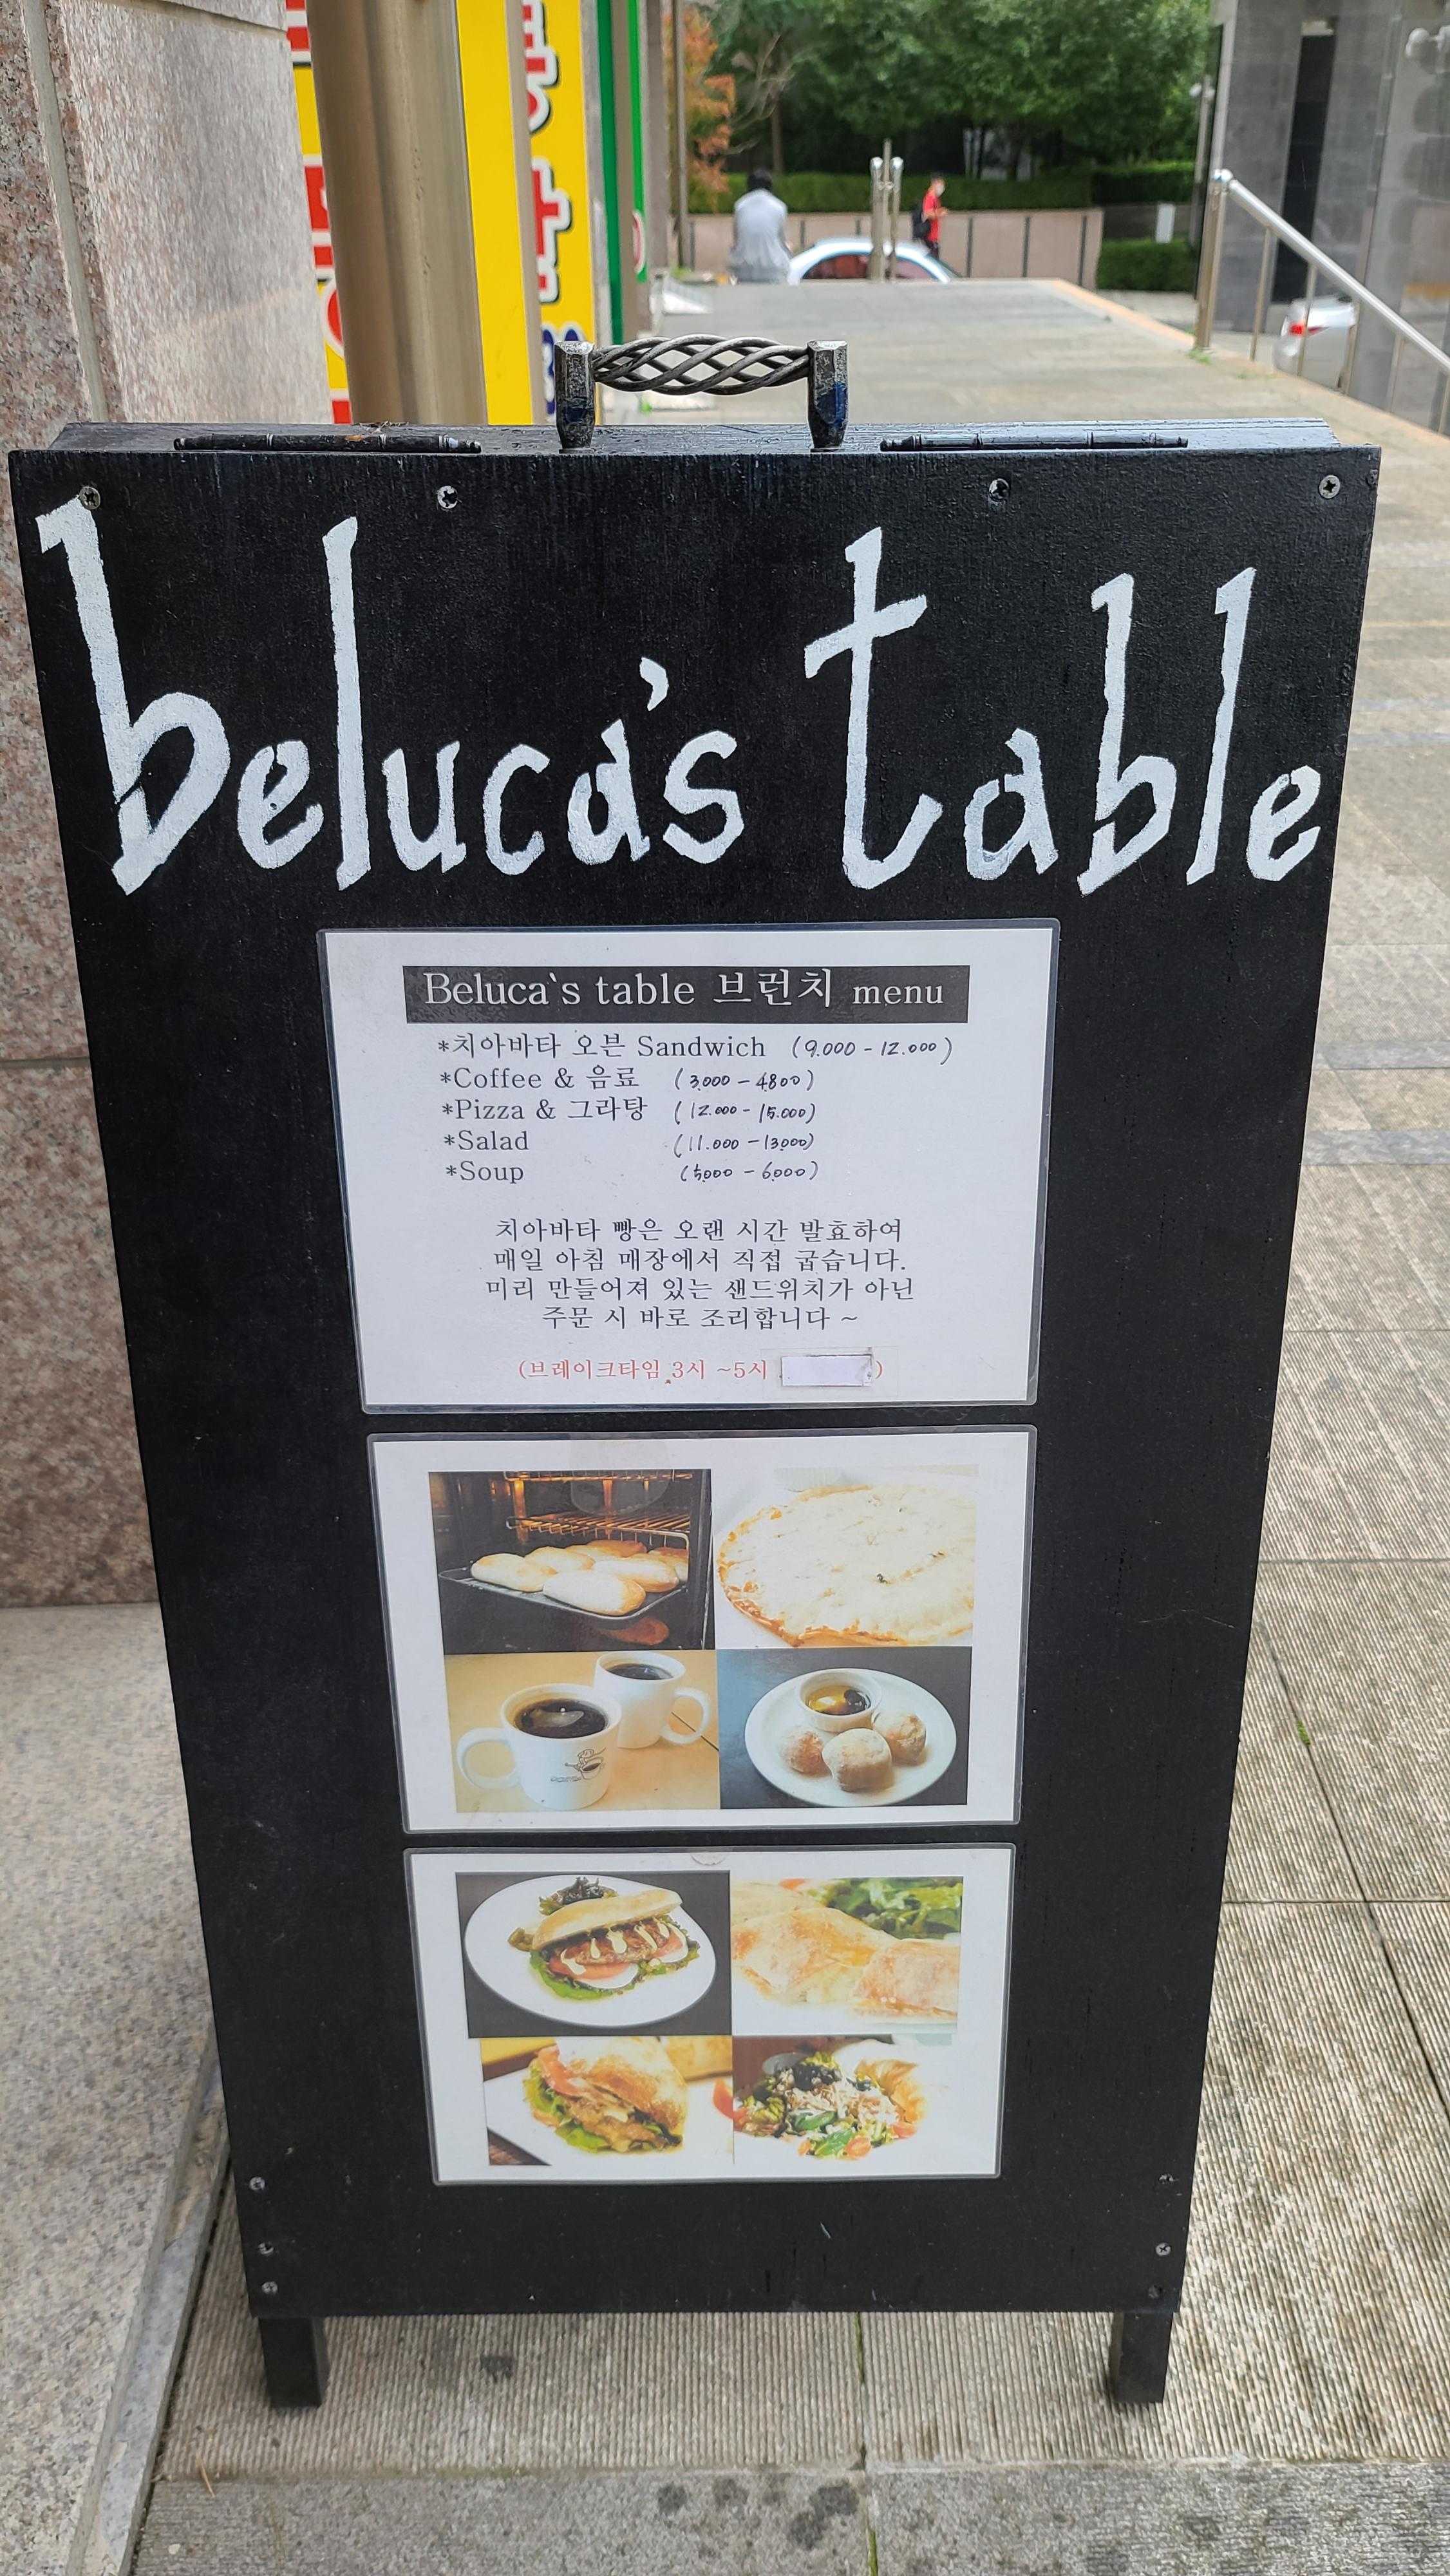 beluca's table
Beluca`s table 브런치 menu
*치아바타 오븐 Sandwich (9.000 - 12.000)
*Coffee & 음료 (3,000 - 4,800)
*Pizza & 그라탕 (12.000 - 15.000)
*Salad (11.000 - 13,000)
*Soup (5,000 - 6,000)
치아바타 빵은 오랜 시간 발효하여
매일 아침 매장에서 직접 굽습니다.
미리 만들어져 있는 샌드위치가 아닌
주문 시 바로 조리합니다 ~
(브레이크타임 3시 ~5시 )